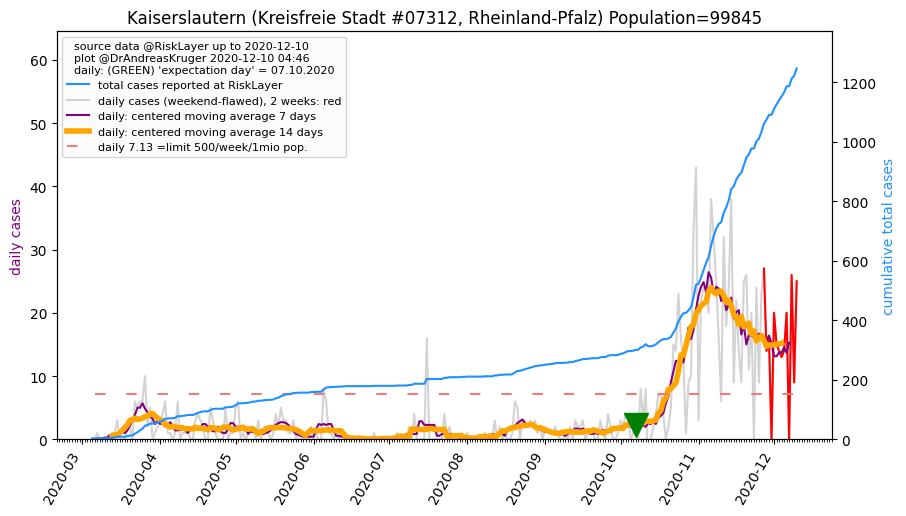 Kaiserslautern (Kreisfreie Stadt #07312, Rheinland-Pfalz) Population=99845
source data @RiskLayer up to 2020-12-10
plot @DrAndreasKruger 2020-12-10 04:46
daily: (GREEN) 'expectation day' = 07.10.2020
total cases reported at RiskLayer
daily cases (weekend-flawed), 2 weeks: red
daily: centered moving average 7 days
daily: centered moving average 14 days
daily 7.13 =limit 500/week/1mio pop.
daily cases
60
50
40
30
20
10
0
cumulative total cases
1200
1000
800
600
400
200
0
2020-03
2020-04
2020-05
2020-06
2020-07
2020-08
2020-09
2020-10
2020-11
2020-12